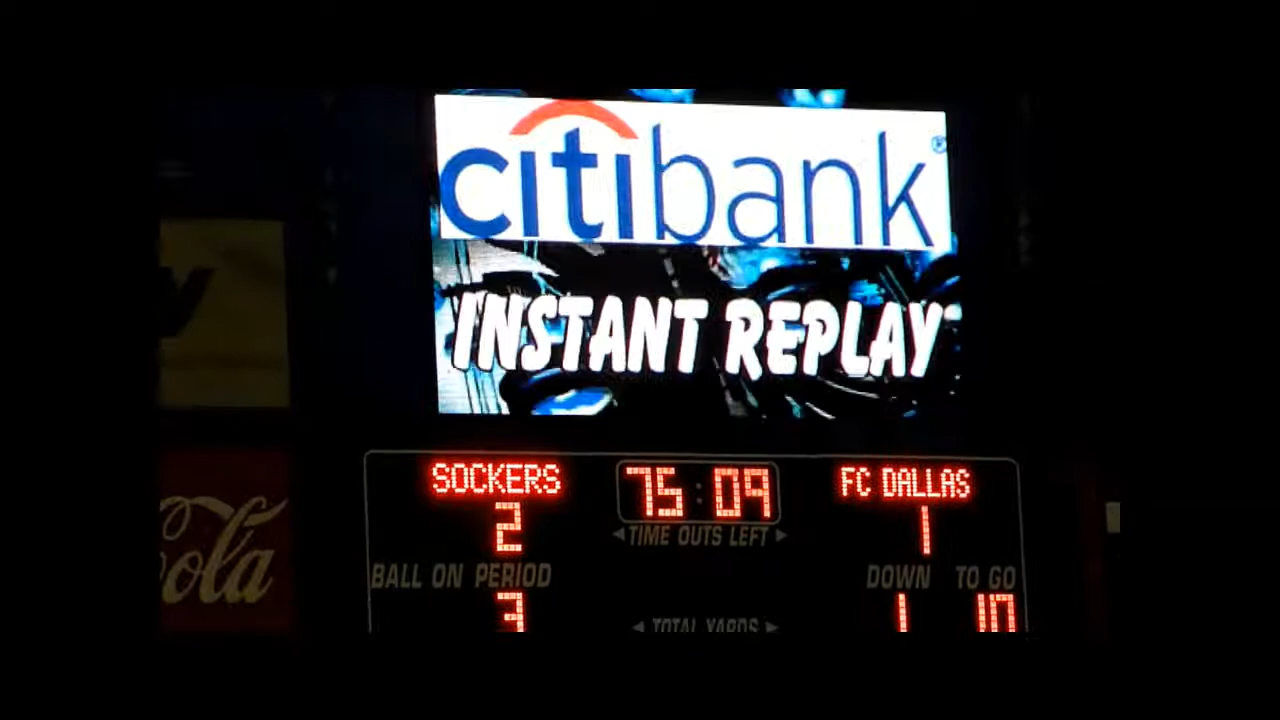 citibank®
INSTANT REPLAY
SOCKERS 75:09 FC DALLAS
2 1
◄TIME OUTS LEFT►
BALL ON PERIOD DOWN TO GO
3 1 10
◄TOTAL YARDS►
Cola